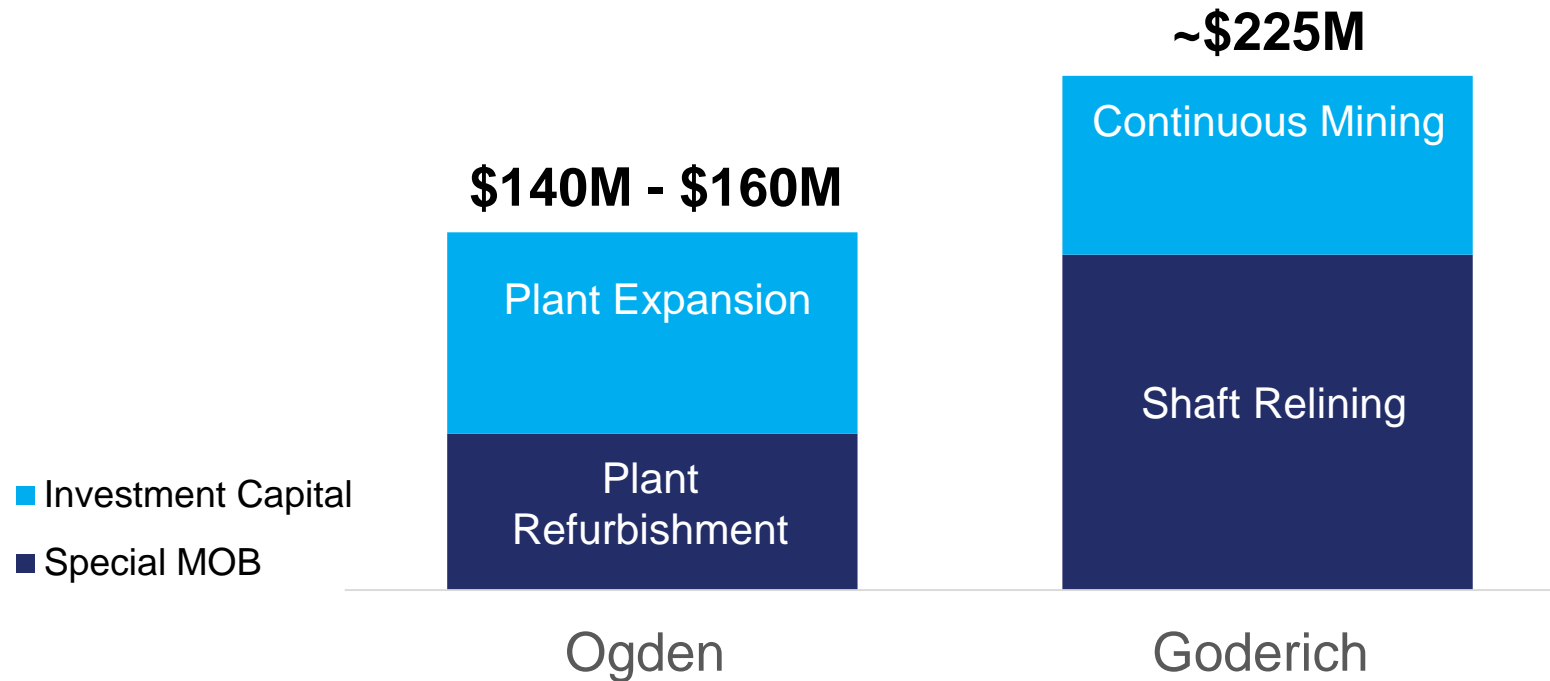 ~$225M
Continuous Mining
$140M - $160M
Plant Expansion
Shaft Relining
Plant
Refurbishment
Investment Capital
Special MOB
Ogden
Goderich